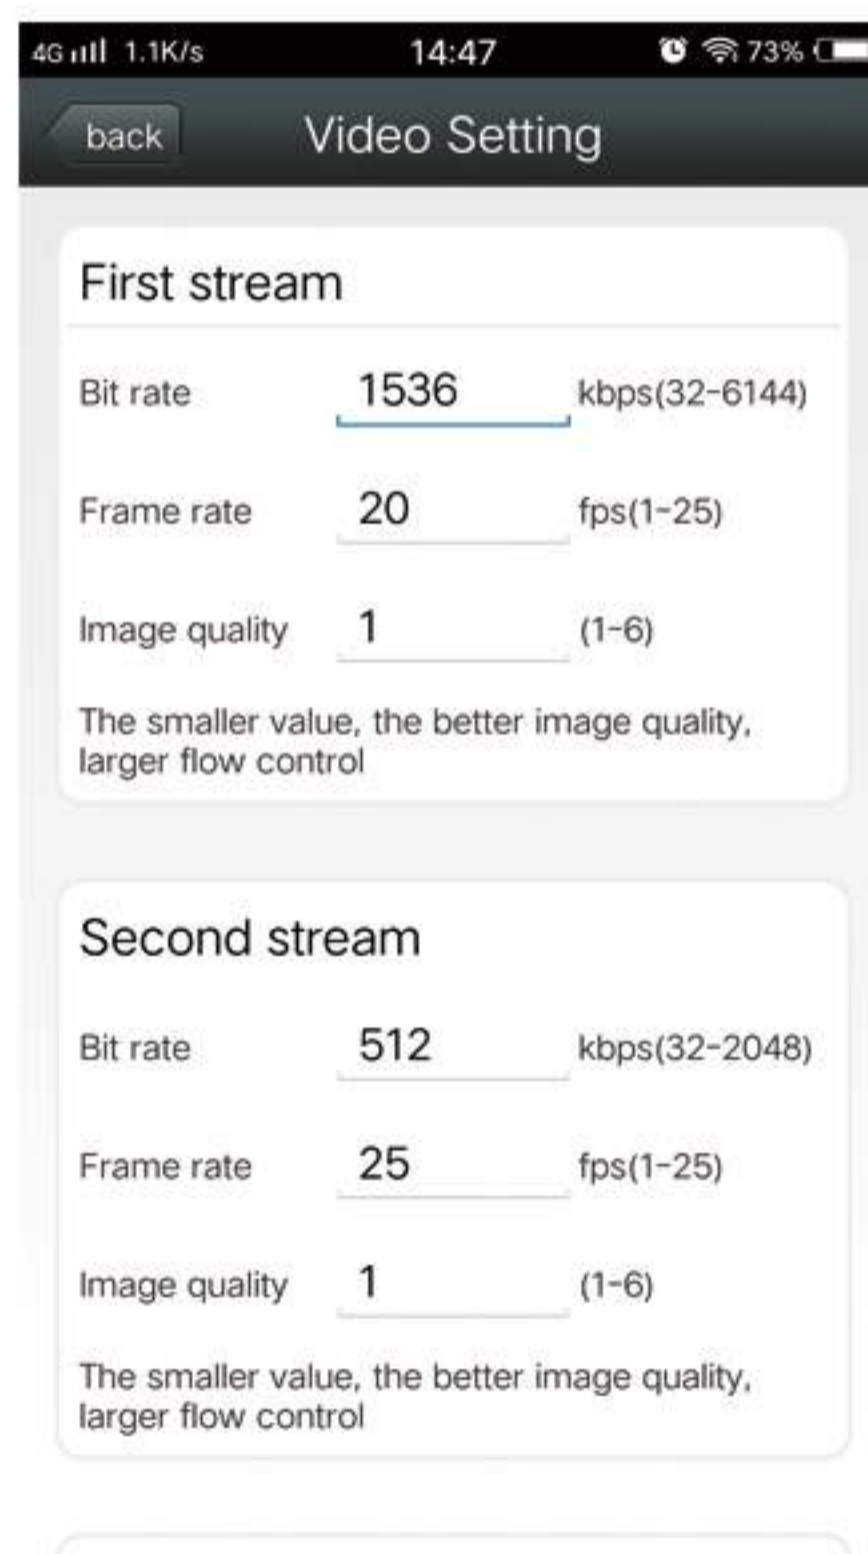 4G 1.1K/s 14:47 73%
back Video Setting
First stream
Bit rate 1536 kbps(32-6144)
Frame rate 20 fps(1-25)
Image quality 1 (1-6)
The smaller value, the better image quality,
larger flow control
Second stream
Bit rate 512 kbps(32-2048)
Frame rate 25 fps(1-25)
Image quality 1 (1-6)
The smaller value, the better image quality,
larger flow control